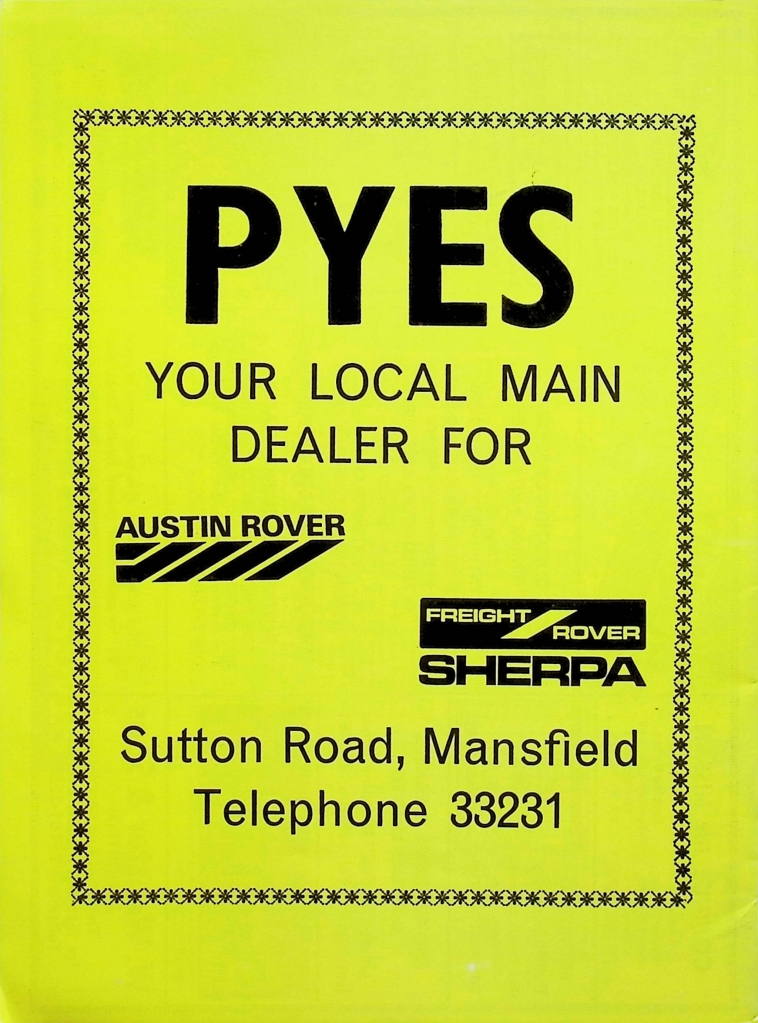 PYES
YOUR LOCAL MAIN
DEALER FOR
AUSTIN ROVER
FREIGHT ROVER
SHERPA
Sutton Road, Mansfield
Telephone 33231